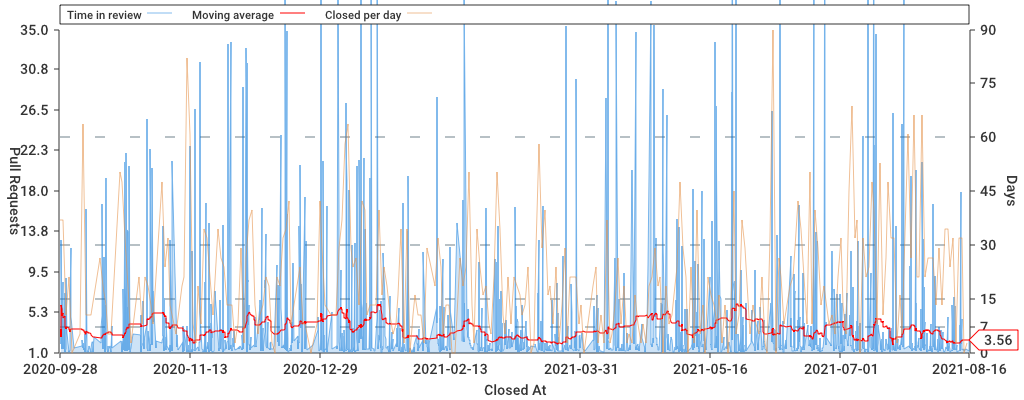 Time in review Moving average Closed per day
35.0 90
30.8 75
26.5 60
22.3
18.0 45
13.8 30
9.5 15
5.3 7
1.0 0
3.56
Pull Requests
Days
2020-09-28 2020-11-13 2020-12-29 2021-02-13 2021-03-31 2021-05-16 2021-07-01 2021-08-16
Closed At